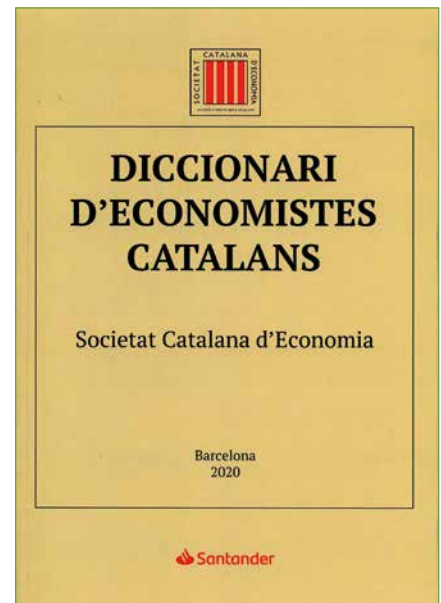 SOCIETAT
CATALANA
D'ECONOMIA
DICCIONARI
D'ECONOMISTES
CATALANS
Societat Catalana d'Economia
Barcelona
2020
Santander